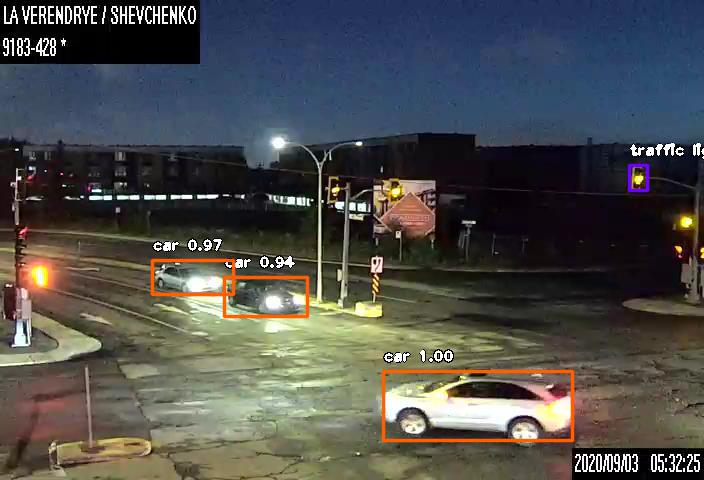 LA VERENDRYE / SHEVCHENKO
9183-428 *
traffic lig
car 0.97
car 0.94
car 1.00
2020/09/03 05:32:25